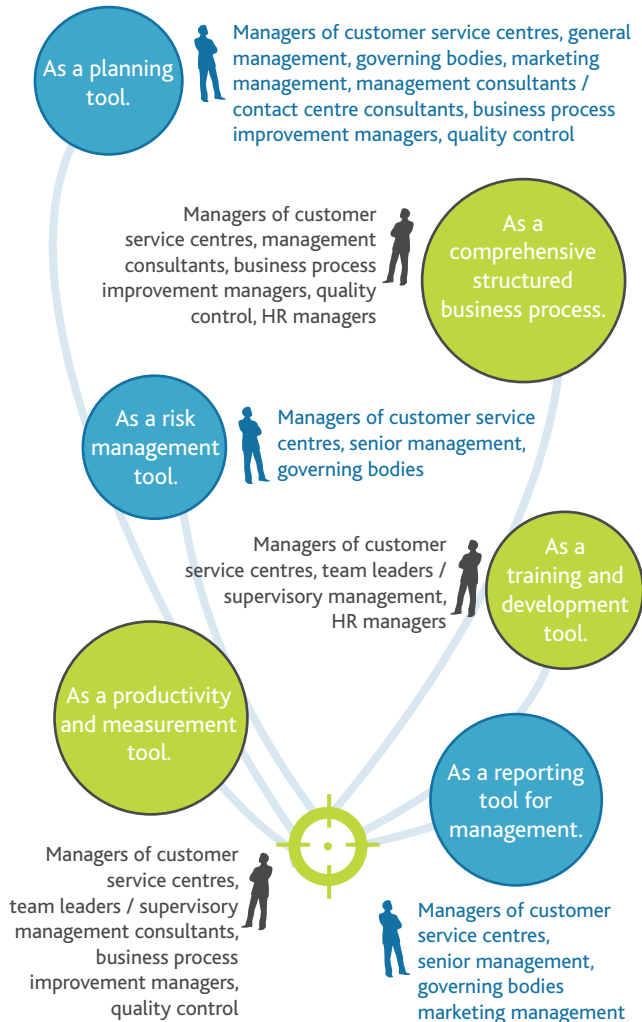 As a planning
tool.
Managers of customer service centres, general
management, governing bodies, marketing
management, management consultants /
contact centre consultants, business process
improvement managers, quality control
Managers of customer
service centres, management
consultants, business process
improvement managers, quality
control, HR managers
As a
comprehensive
structured
business process.
As a risk
management
tool.
Managers of customer service
centres, senior management,
governing bodies
Managers of customer
service centres, team leaders /
supervisory management,
HR managers
As a
training and
development
tool.
As a productivity
and measurement
tool.
As a reporting
tool for
management.
Managers of customer
service centres,
team leaders / supervisory
management consultants,
business process
improvement managers,
quality control
Managers of customer
service centres,
senior management,
governing bodies
marketing management